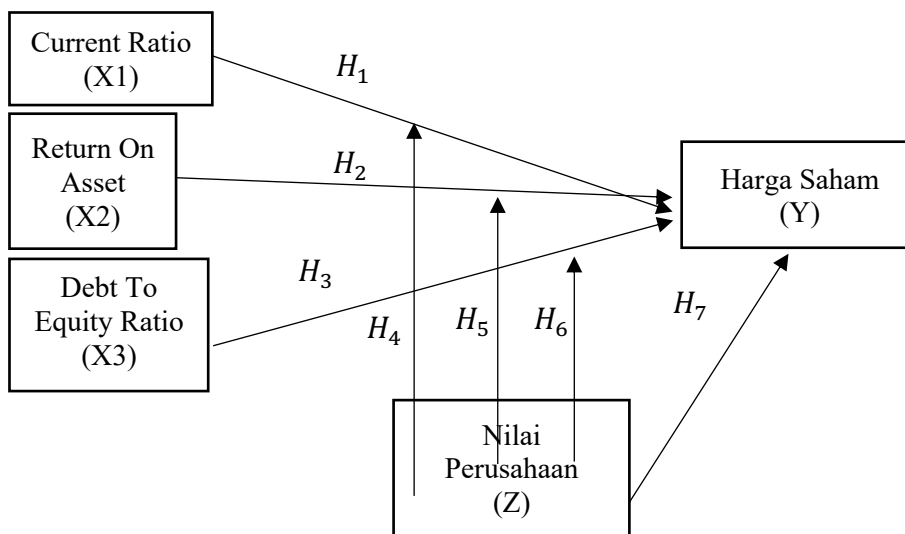 Current Ratio
(X1)
H₁
Return On
Asset
(X2)
H₂
Harga Saham
(Y)
Debt To
Equity Ratio
(X3)
H₃
H₄
H₅
H₆
H₇
Nilai
Perusahaan
(Z)